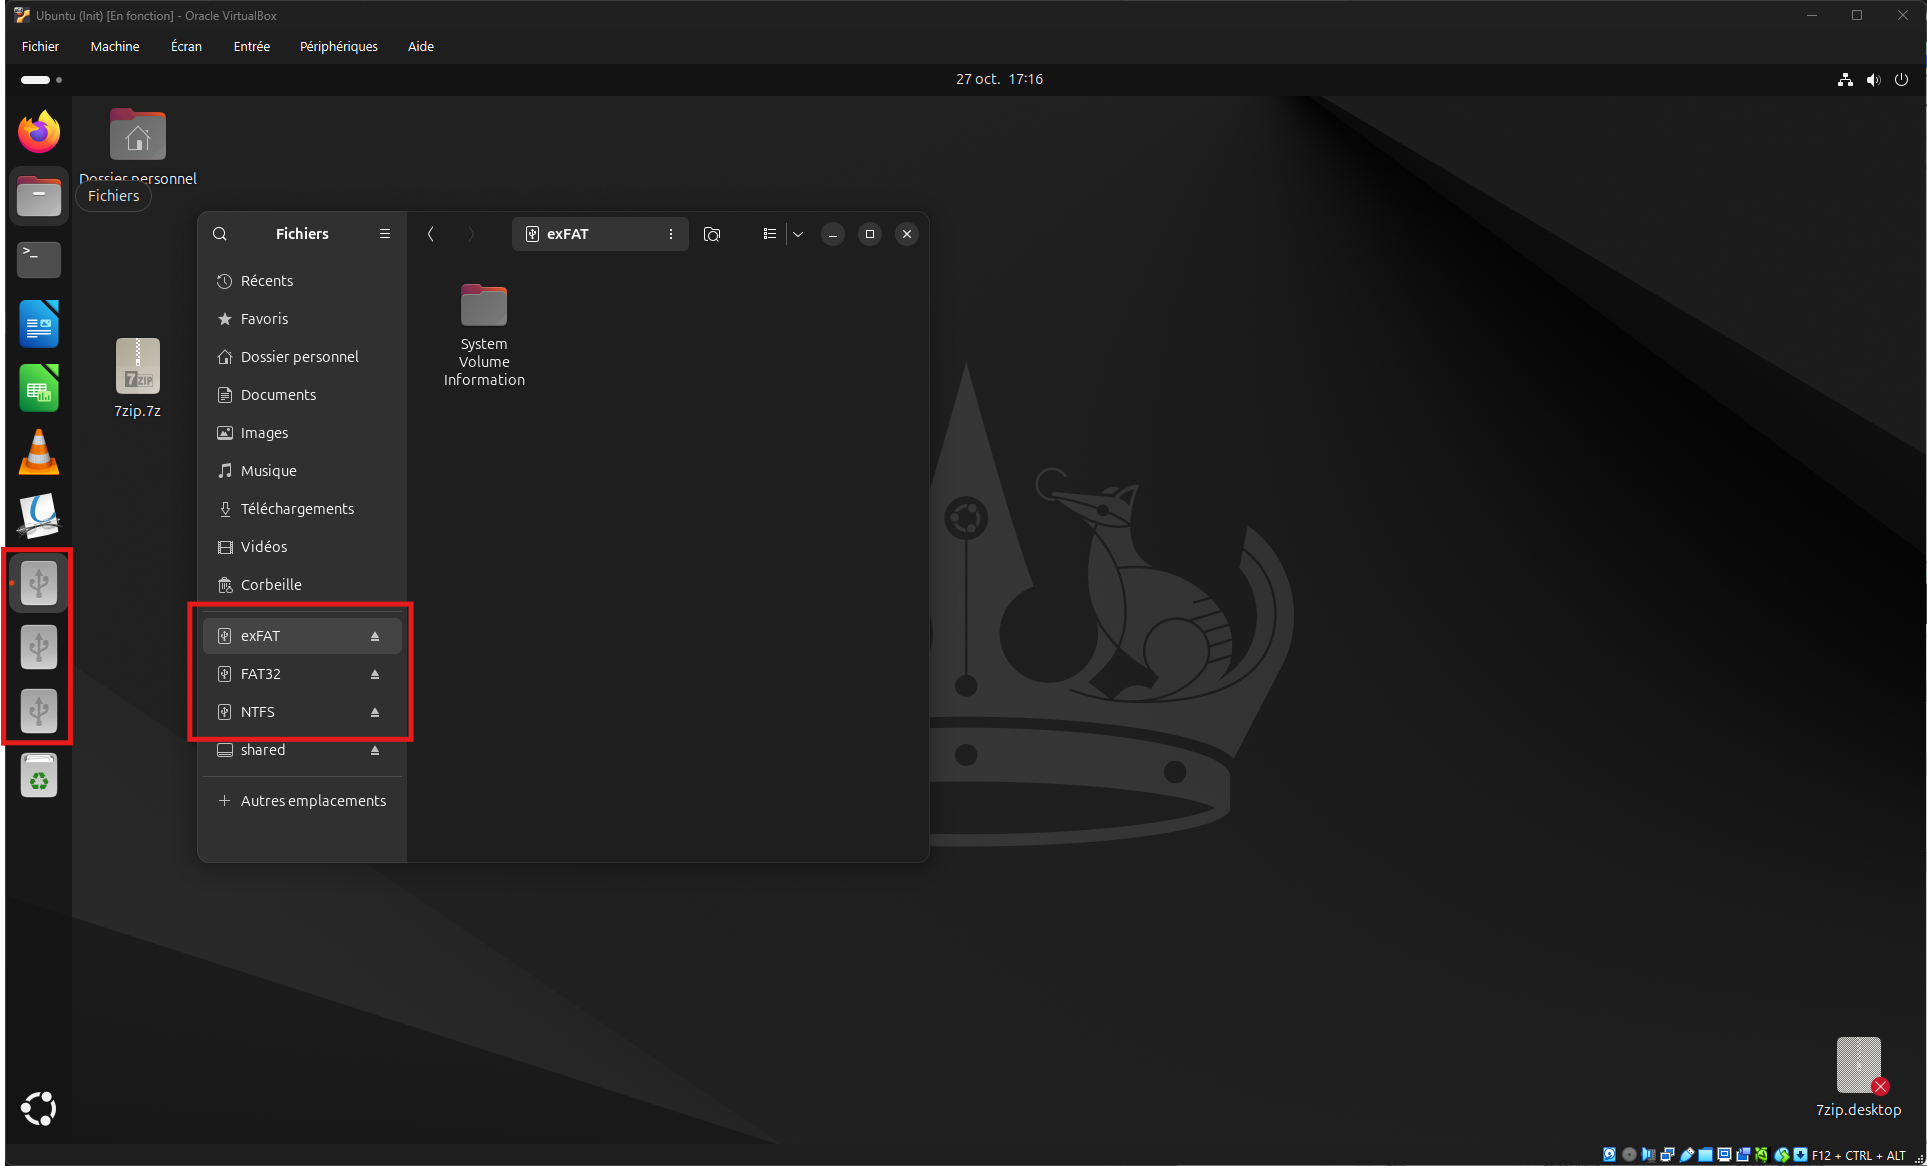 Ubuntu (Init) [En fonction] - Oracle VirtualBox
Fichier Machine Écran Entrée Périphériques Aide
27 oct. 17:16
Dossier personnel
Fichiers
Fichiers
exFAT
Récents
Favoris
Dossier personnel
Documents
Images
Musique
Téléchargements
Vidéos
Corbeille
exFAT
FAT32
NTFS
shared
Autres emplacements
System
Volume
Information
>_
7 ZIP
7zip.7z
7zip.desktop
F12 + CTRL + ALT